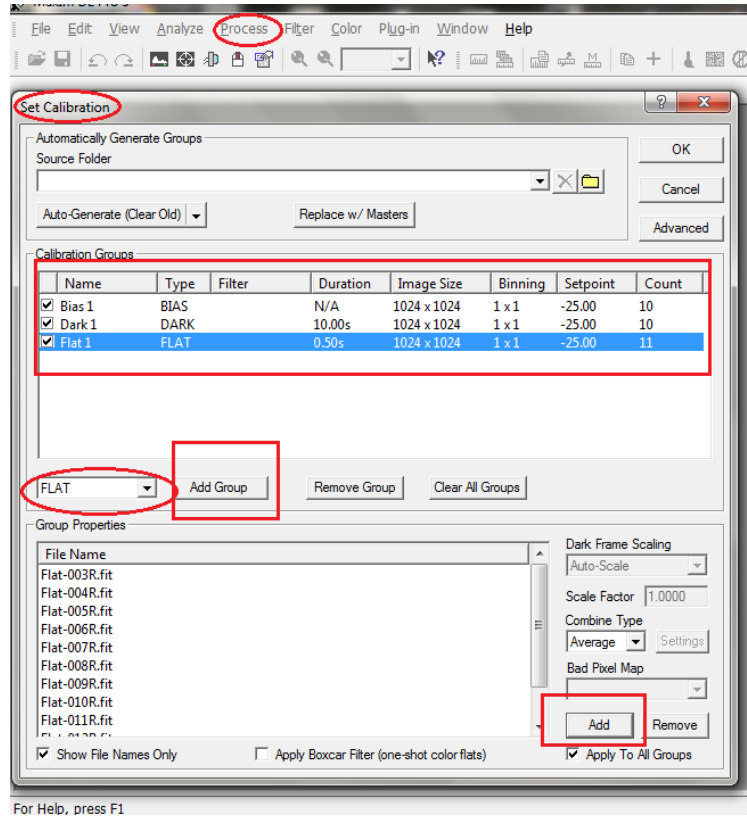 File Edit View Analyze Process Filter Color Plug-in Window Help
Set Calibration
Automatically Generate Groups
Source Folder
OK
Cancel
Auto-Generate (Clear Old) Replace w/ Masters
Advanced
Calibration Groups
Name Type Filter Duration Image Size Binning Setpoint Count
Bias 1 BIAS N/A 1024 x 1024 1 x 1 -25.00 10
Dark 1 DARK 10.00s 1024 x 1024 1 x 1 -25.00 10
Flat 1 FLAT 0.50s 1024 x 1024 1 x 1 -25.00 11
FLAT Add Group Remove Group Clear All Groups
Group Properties
File Name
Flat-003R.fit
Flat-004R.fit
Flat-005R.fit
Flat-006R.fit
Flat-007R.fit
Flat-008R.fit
Flat-009R.fit
Flat-010R.fit
Flat-011R.fit
Dark Frame Scaling
Auto-Scale
Scale Factor 1.0000
Combine Type
Average Settings
Bad Pixel Map
Add Remove
Show File Names Only Apply Boxcar Filter (one-shot color flats) Apply To All Groups
For Help, press F1